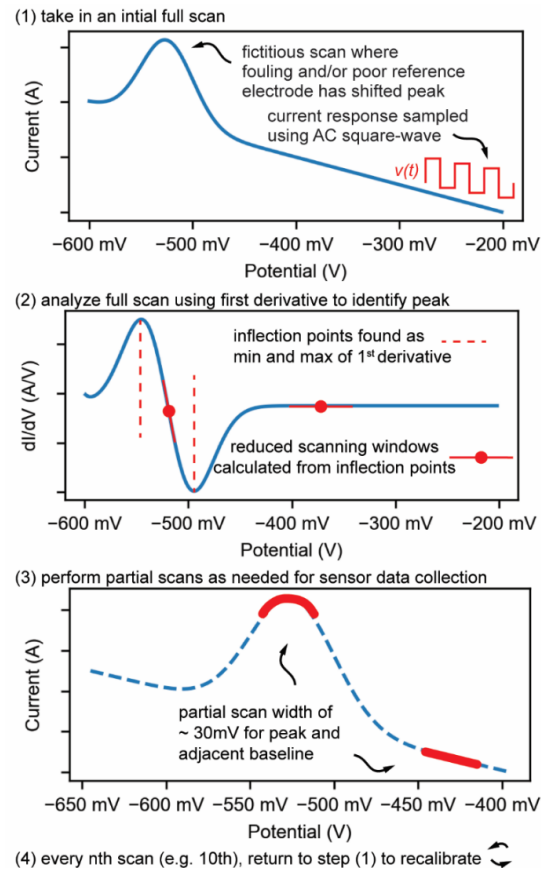 (1) take in an intial full scan
fictitious scan where
fouling and/or poor reference
electrode has shifted peak
current response sampled
using AC square-wave
v(t)
Current (A)
−600 mV −500 mV −400 mV −300 mV −200 mV
Potential (V)
(2) analyze full scan using first derivative to identify peak
inflection points found as
min and max of 1st derivative
reduced scanning windows
calculated from inflection points
dI/dV (A/V)
−600 mV −500 mV −400 mV −300 mV −200 mV
Potential (V)
(3) perform partial scans as needed for sensor data collection
partial scan width of
~ 30mV for peak and
adjacent baseline
Current (A)
−650 mV −600 mV −550 mV −500 mV −450 mV −400 mV
Potential (V)
(4) every nth scan (e.g. 10th), return to step (1) to recalibrate